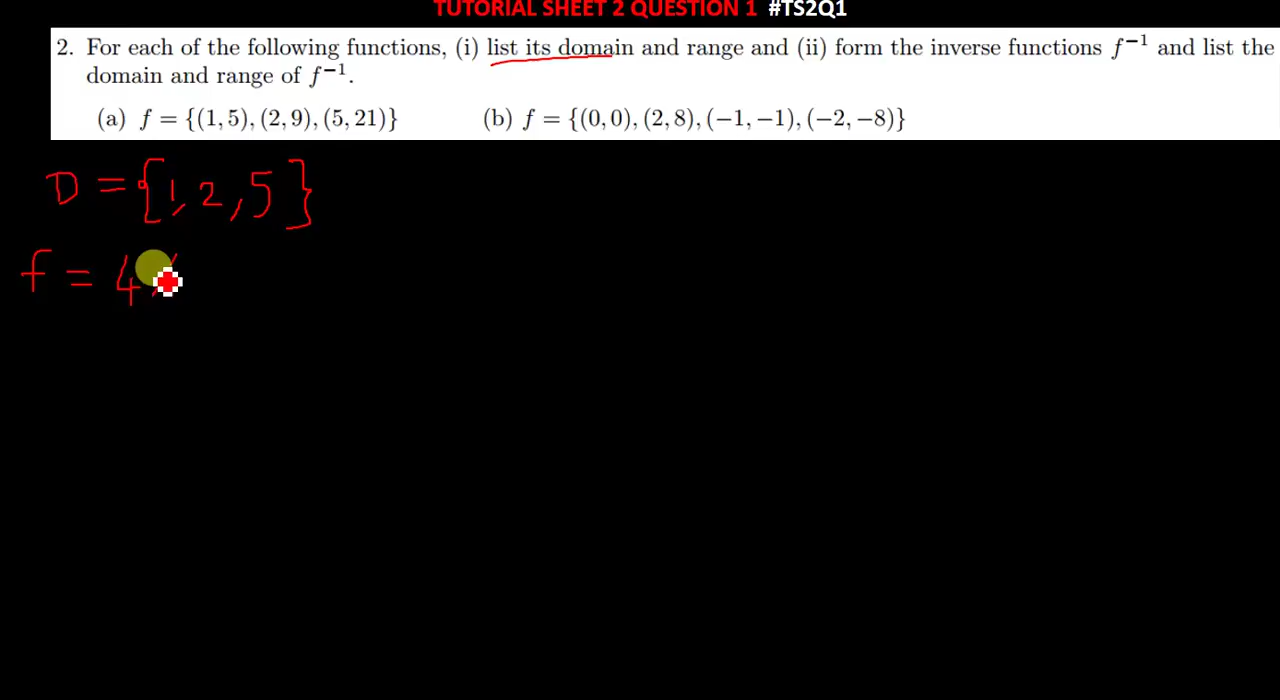 TUTORIAL SHEET 2 QUESTION 1 #TS2Q1
2. For each of the following functions, (i) list its domain and range and (ii) form the inverse functions f⁻¹ and list the
domain and range of f⁻¹.
(a) f = {(1, 5), (2, 9), (5, 21)} (b) f = {(0, 0), (2, 8), (−1, −1), (−2, −8)}
D = {1, 2, 5}
f = 4